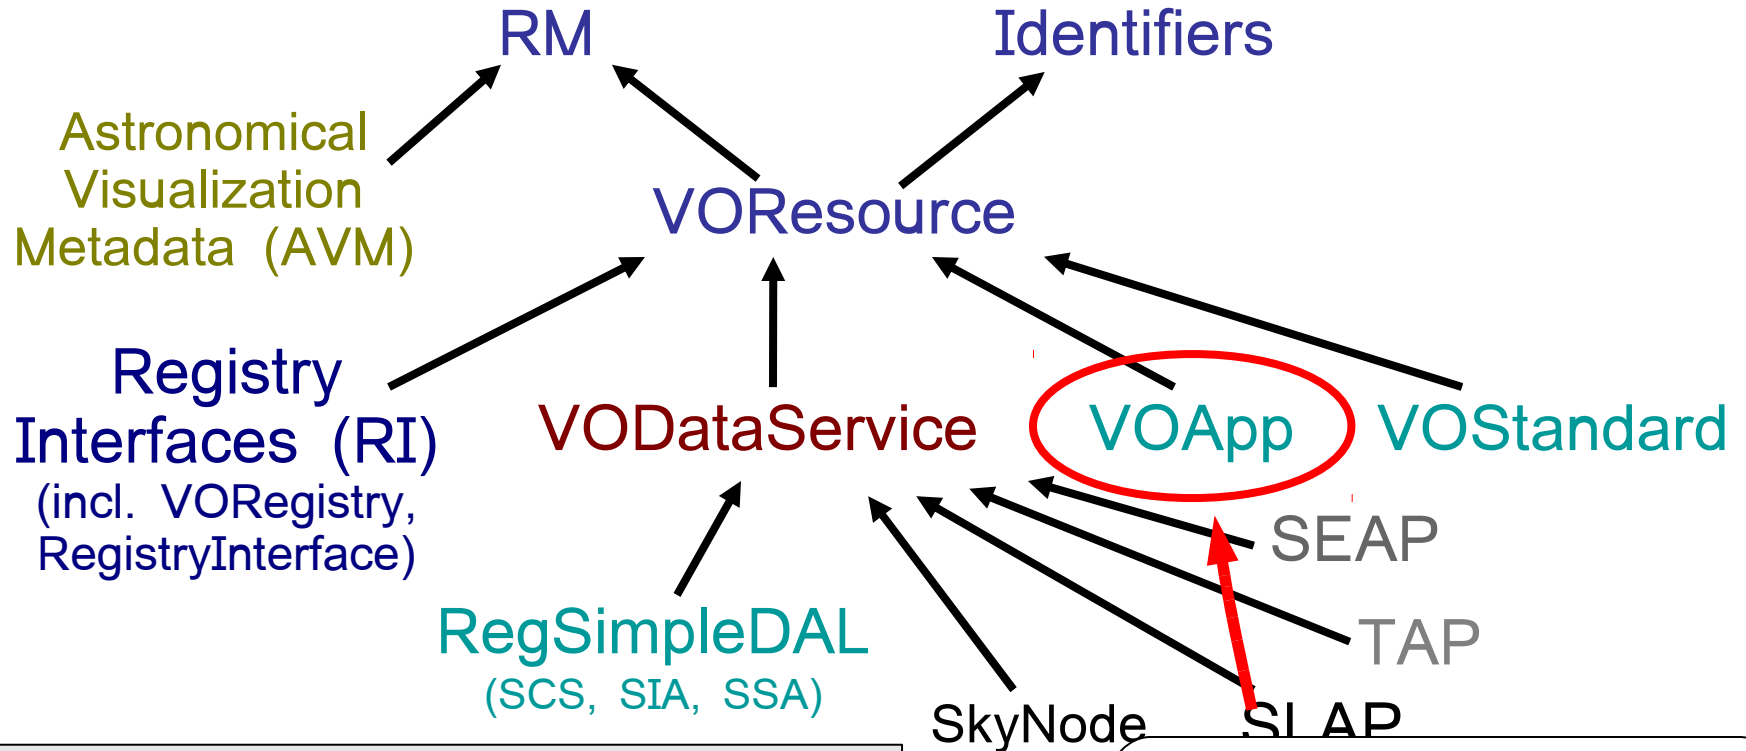 RM
Identifiers
Astronomical
Visualization
Metadata (AVM)
VOResource
Registry
Interfaces (RI)
(incl. VORegistry,
RegistryInterface)
VODataService
VOApp
VOStandard
SEAP
RegSimpleDAL
(SCS, SIA, SSA)
TAP
SkyNode
SLAP